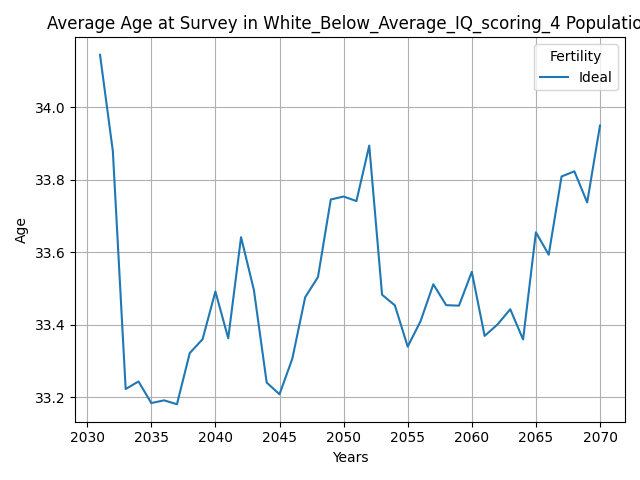 Average Age at Survey in White_Below_Average_IQ_scoring_4 Populatio
Fertility
Ideal
34.0
33.8
33.6
33.4
33.2
Age
2030 2035 2040 2045 2050 2055 2060 2065 2070
Years